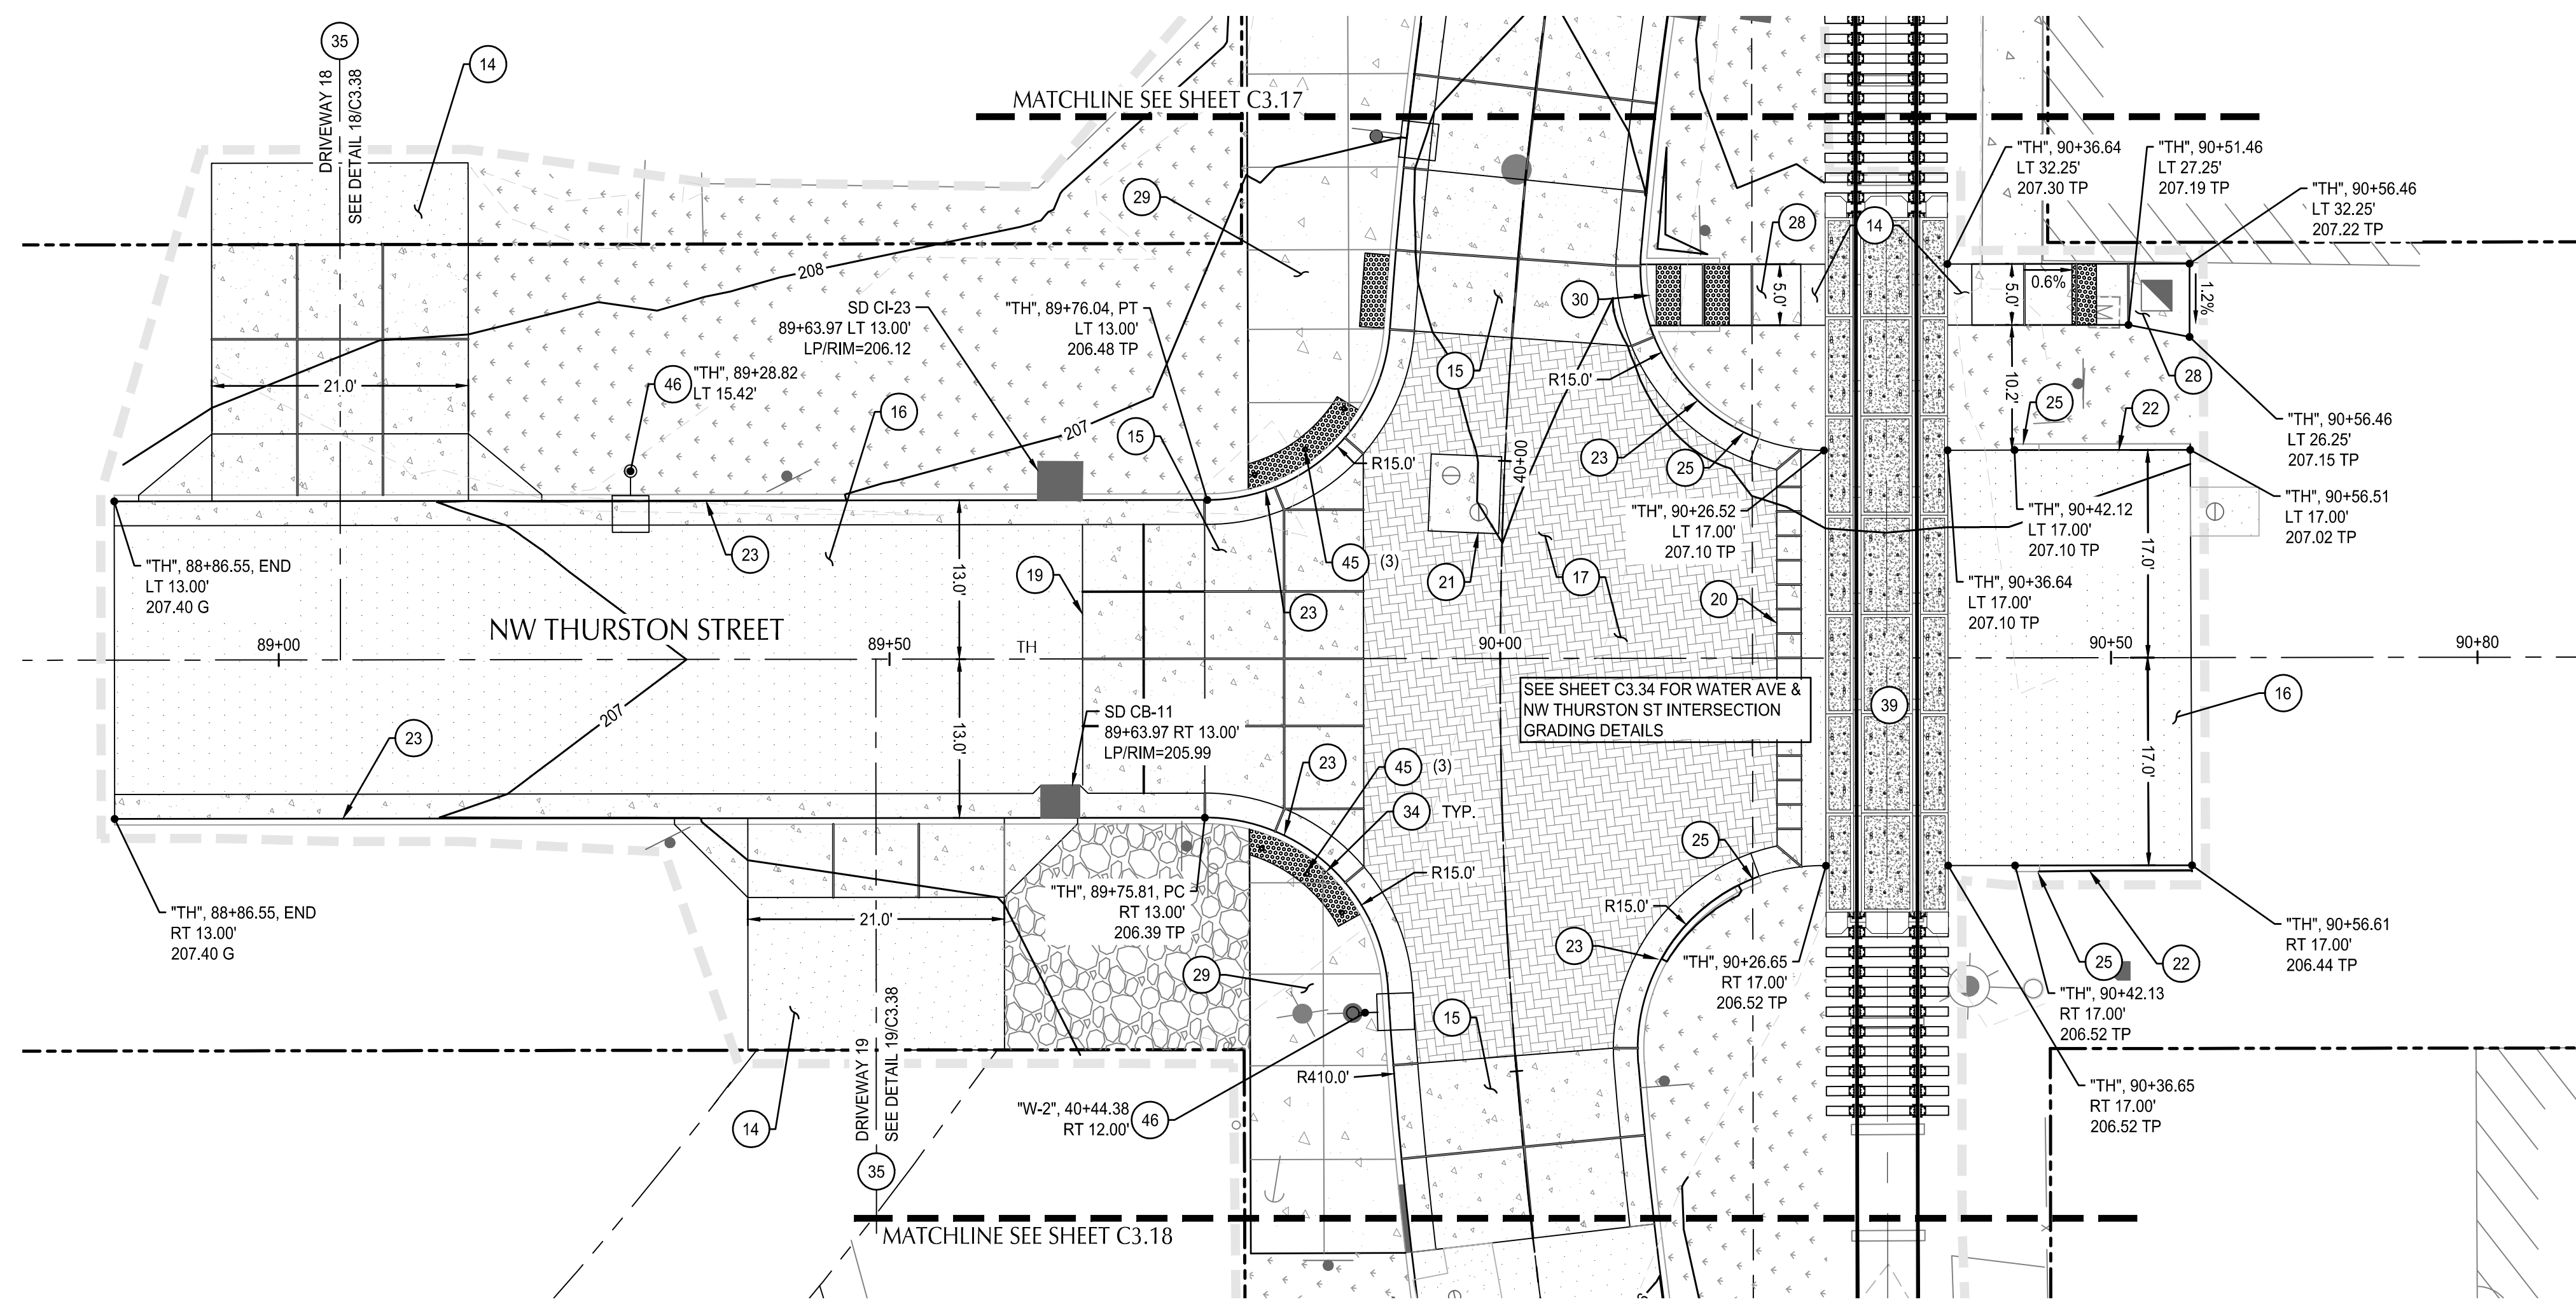 35
DRIVEWAY 18
SEE DETAIL 18/C3.38
14
MATCHLINE SEE SHEET C3.17
29
28
14
"TH", 90+36.64
LT 32.25'
207.30 TP
"TH", 90+51.46
LT 27.25'
207.19 TP
"TH", 90+56.46
LT 32.25'
207.22 TP
208
SD CI-23
89+63.97 LT 13.00'
LP/RIM=206.12
"TH", 89+76.04, PT
LT 13.00'
206.48 TP
30
5.0'
5.0'
0.6%
1.2%
M
21.0'
46
"TH", 89+28.82
LT 15.42'
16
207
15
15
R15.0'
R15.0'
10.2'
28
25
22
40+00
23
25
"TH", 90+56.46
LT 26.25'
207.15 TP
"TH", 88+86.55, END
LT 13.00'
207.40 G
23
13.0'
19
45
(3)
21
17
"TH", 90+26.52
LT 17.00'
207.10 TP
"TH", 90+42.12
LT 17.00'
207.10 TP
17.0'
"TH", 90+56.51
LT 17.00'
207.02 TP
23
20
"TH", 90+36.64
LT 17.00'
207.10 TP
NW THURSTON STREET
89+00
89+50
TH
90+00
90+50
90+80
207
23
SD CB-11
89+63.97 RT 13.00'
LP/RIM=205.99
13.0'
SEE SHEET C3.34 FOR WATER AVE &
NW THURSTON ST INTERSECTION
GRADING DETAILS
39
16
17.0'
23
45
(3)
34
TYP.
25
"TH", 88+86.55, END
RT 13.00'
207.40 G
21.0'
"TH", 89+75.81, PC
RT 13.00'
206.39 TP
R15.0'
R15.0'
23
"TH", 90+26.65
RT 17.00'
206.52 TP
25
22
"TH", 90+56.61
RT 17.00'
206.44 TP
"TH", 90+42.13
RT 17.00'
206.52 TP
29
15
R410.0'
14
DRIVEWAY 19
SEE DETAIL 19/C3.38
35
"W-2", 40+44.38
RT 12.00'
46
"TH", 90+36.65
RT 17.00'
206.52 TP
MATCHLINE SEE SHEET C3.18